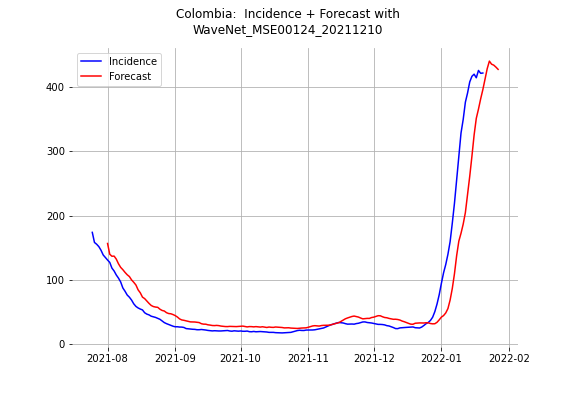 Colombia:  Incidence + Forecast with
WaveNet_MSE00124_20211210
Incidence
Forecast
400
300
200
100
0
2021-08 2021-09 2021-10 2021-11 2021-12 2022-01 2022-02